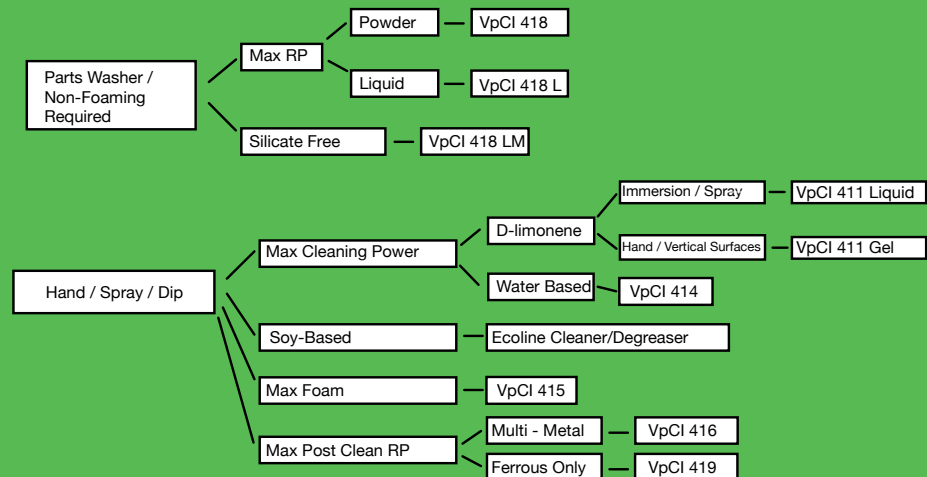 Powder
VpCI 418
Max RP
Parts Washer /
Non-Foaming
Required
Liquid
VpCI 418 L
Silicate Free
VpCI 418 LM
Immersion / Spray
VpCI 411 Liquid
D-limonene
Max Cleaning Power
Hand / Vertical Surfaces
VpCI 411 Gel
Hand / Spray / Dip
Water Based
VpCI 414
Soy-Based
Ecoline Cleaner/Degreaser
Max Foam
VpCI 415
Max Post Clean RP
Multi - Metal
VpCI 416
Ferrous Only
VpCI 419